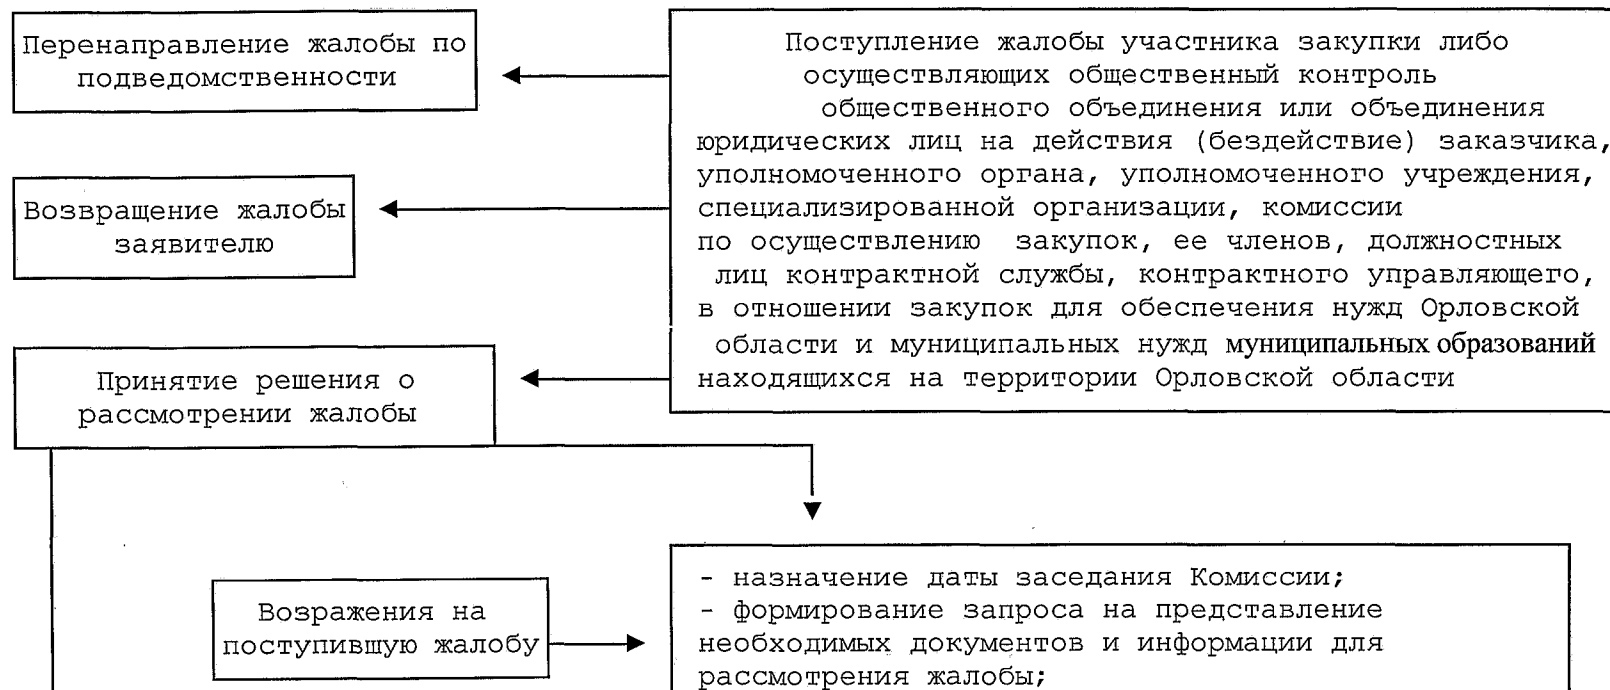 Перенаправление жалобы по
подведомственности
Поступление жалобы участника закупки либо
осуществляющих общественный контроль
общественного объединения или объединения
юридических лиц на действия (бездействие) заказчика,
уполномоченного органа, уполномоченного учреждения,
специализированной организации, комиссии
по осуществлению закупок, ее членов, должностных
лиц контрактной службы, контрактного управляющего,
в отношении закупок для обеспечения нужд Орловской
области и муниципальных нужд муниципальных образований
находящихся на территории Орловской области
Возвращение жалобы
заявителю
Принятие решения о
рассмотрении жалобы
Возражения на
поступившую жалобу
- назначение даты заседания Комиссии;
- формирование запроса на представление
необходимых документов и информации для
рассмотрения жалобы;